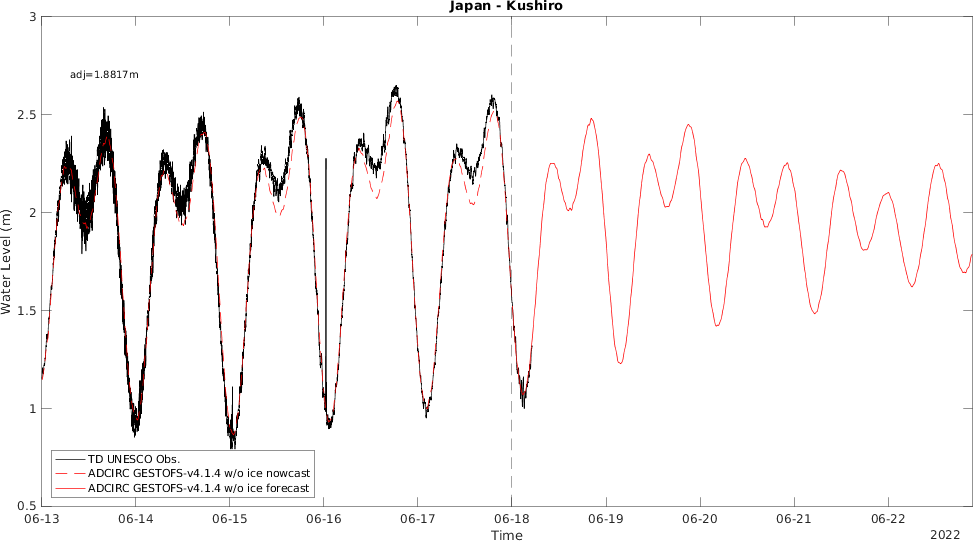 Japan - Kushiro
3
adj=1.8817m
2.5
2
Water Level (m)
1.5
1
TD UNESCO Obs.
ADCIRC GESTOFS-v4.1.4 w/o ice nowcast
ADCIRC GESTOFS-v4.1.4 w/o ice forecast
0.5
06-13 06-14 06-15 06-16 06-17 06-18 06-19 06-20 06-21 06-22
Time
2022